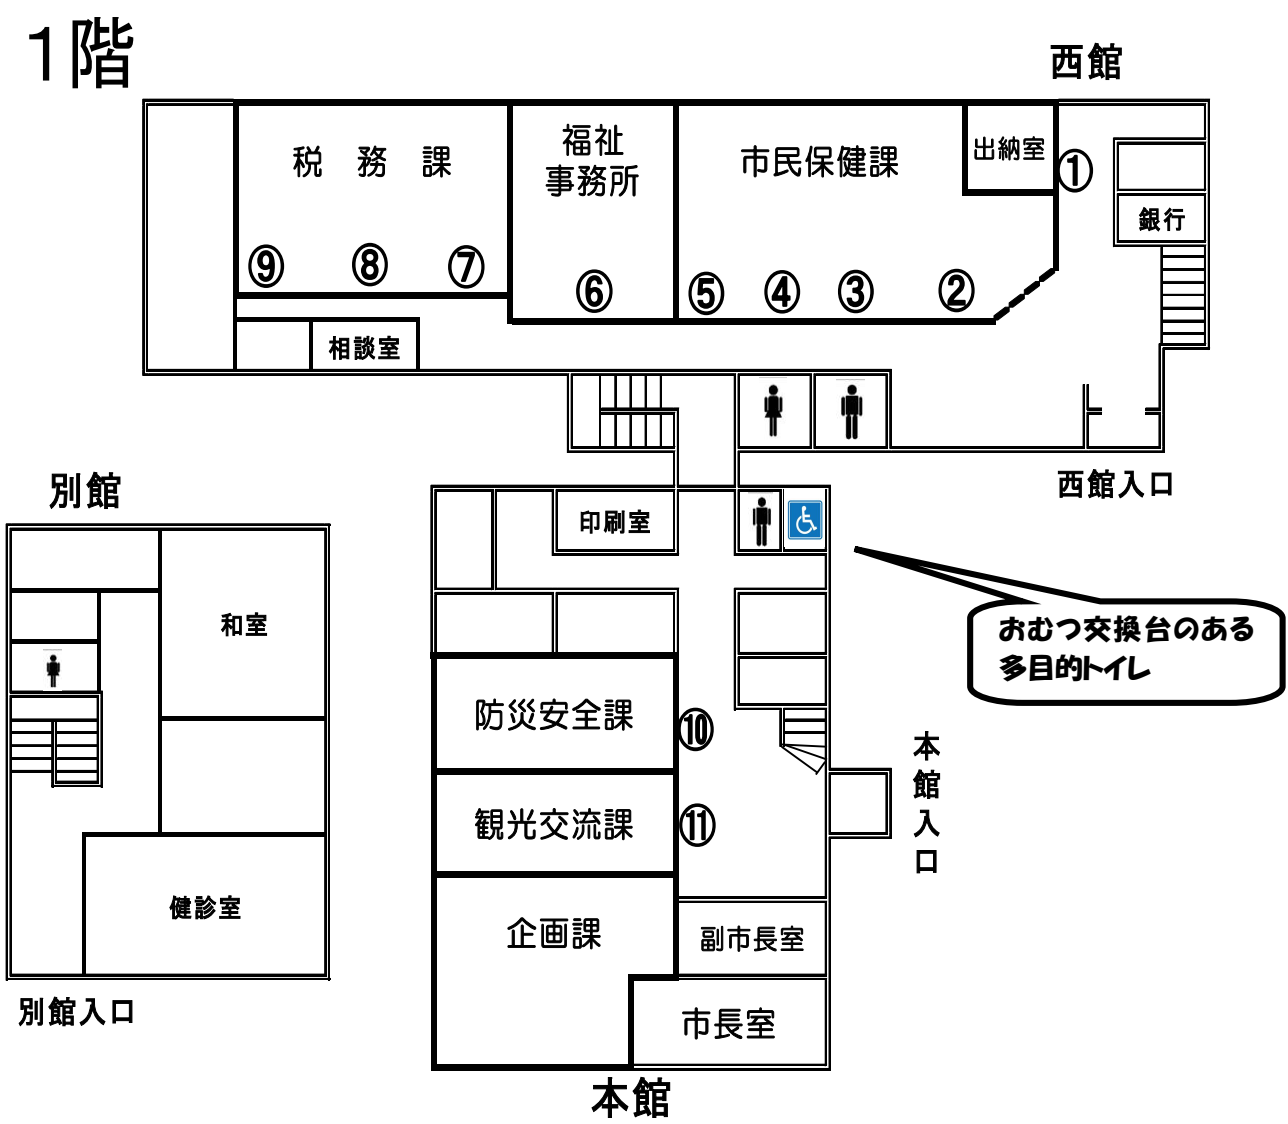 1階
西館
税務課
福祉
事務所
市民保健課
出納室
①
銀行
⑨
⑧
⑦
⑥
⑤
④
③
②
相談室
別館
西館入口
印刷室
和室
おむつ交換台のある
多目的トイレ
防災安全課
⑩
観光交流課
⑪
本館入口
健診室
企画課
副市長室
別館入口
市長室
本館